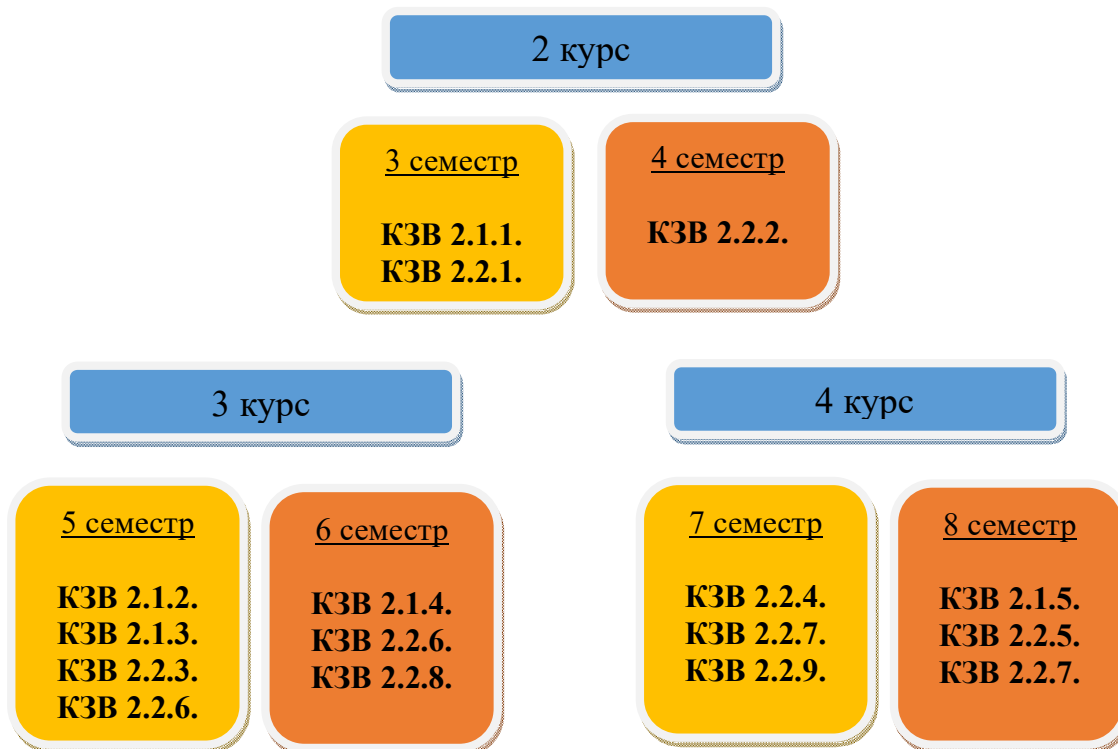 2 курс
3 семестр
КЗВ 2.1.1.
КЗВ 2.2.1.
4 семестр
КЗВ 2.2.2.
3 курс
5 семестр
КЗВ 2.1.2.
КЗВ 2.1.3.
КЗВ 2.2.3.
КЗВ 2.2.6.
6 семестр
КЗВ 2.1.4.
КЗВ 2.2.6.
КЗВ 2.2.8.
4 курс
7 семестр
КЗВ 2.2.4.
КЗВ 2.2.7.
КЗВ 2.2.9.
8 семестр
КЗВ 2.1.5.
КЗВ 2.2.5.
КЗВ 2.2.7.